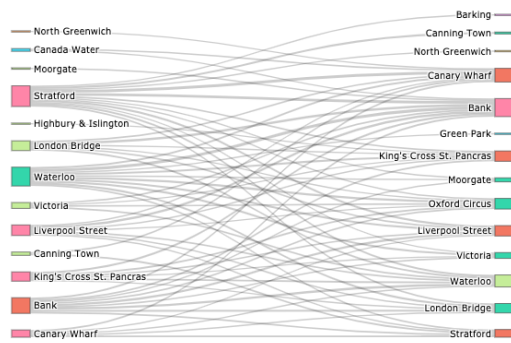 North Greenwich
Canada Water
Moorgate
Stratford
Highbury & Islington
London Bridge
Waterloo
Victoria
Liverpool Street
Canning Town
King's Cross St. Pancras
Bank
Canary Wharf
Barking
Canning Town
North Greenwich
Canary Wharf
Bank
Green Park
King's Cross St. Pancras
Moorgate
Oxford Circus
Liverpool Street
Victoria
Waterloo
London Bridge
Stratford